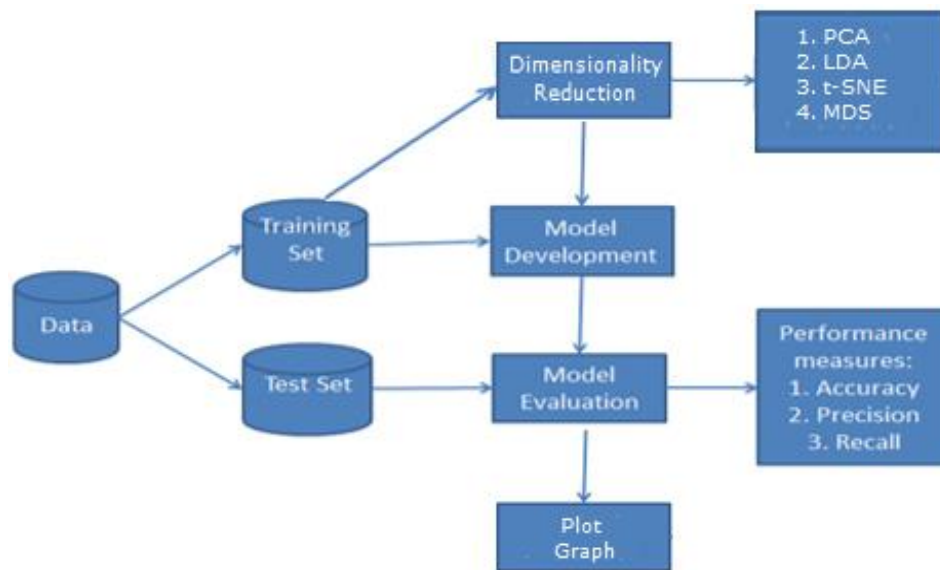 Dimensionality
Reduction
1. PCA
2. LDA
3. t-SNE
4. MDS
Training
Set
Model
Development
Data
Test Set
Model
Evaluation
Performance
measures:
1. Accuracy
2. Precision
3. Recall
Plot
Graph